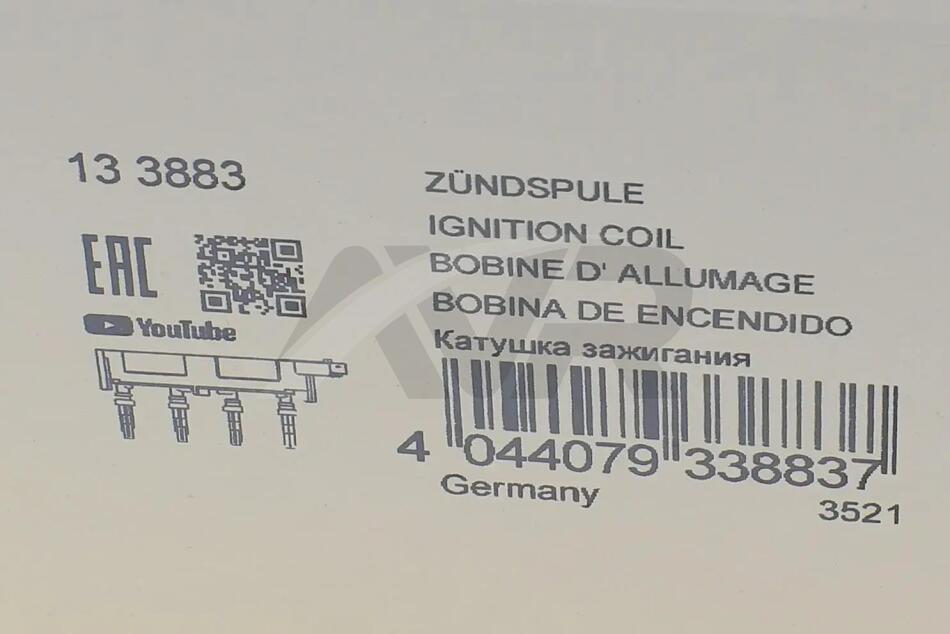 13 3883
EAC
YouTube
ZÜNDSPULE
IGNITION COIL
BOBINE D' ALLUMAGE
BOBINA DE ENCENDIDO
Катушка зажигания
4 044079 338837
Germany
3521
AVR